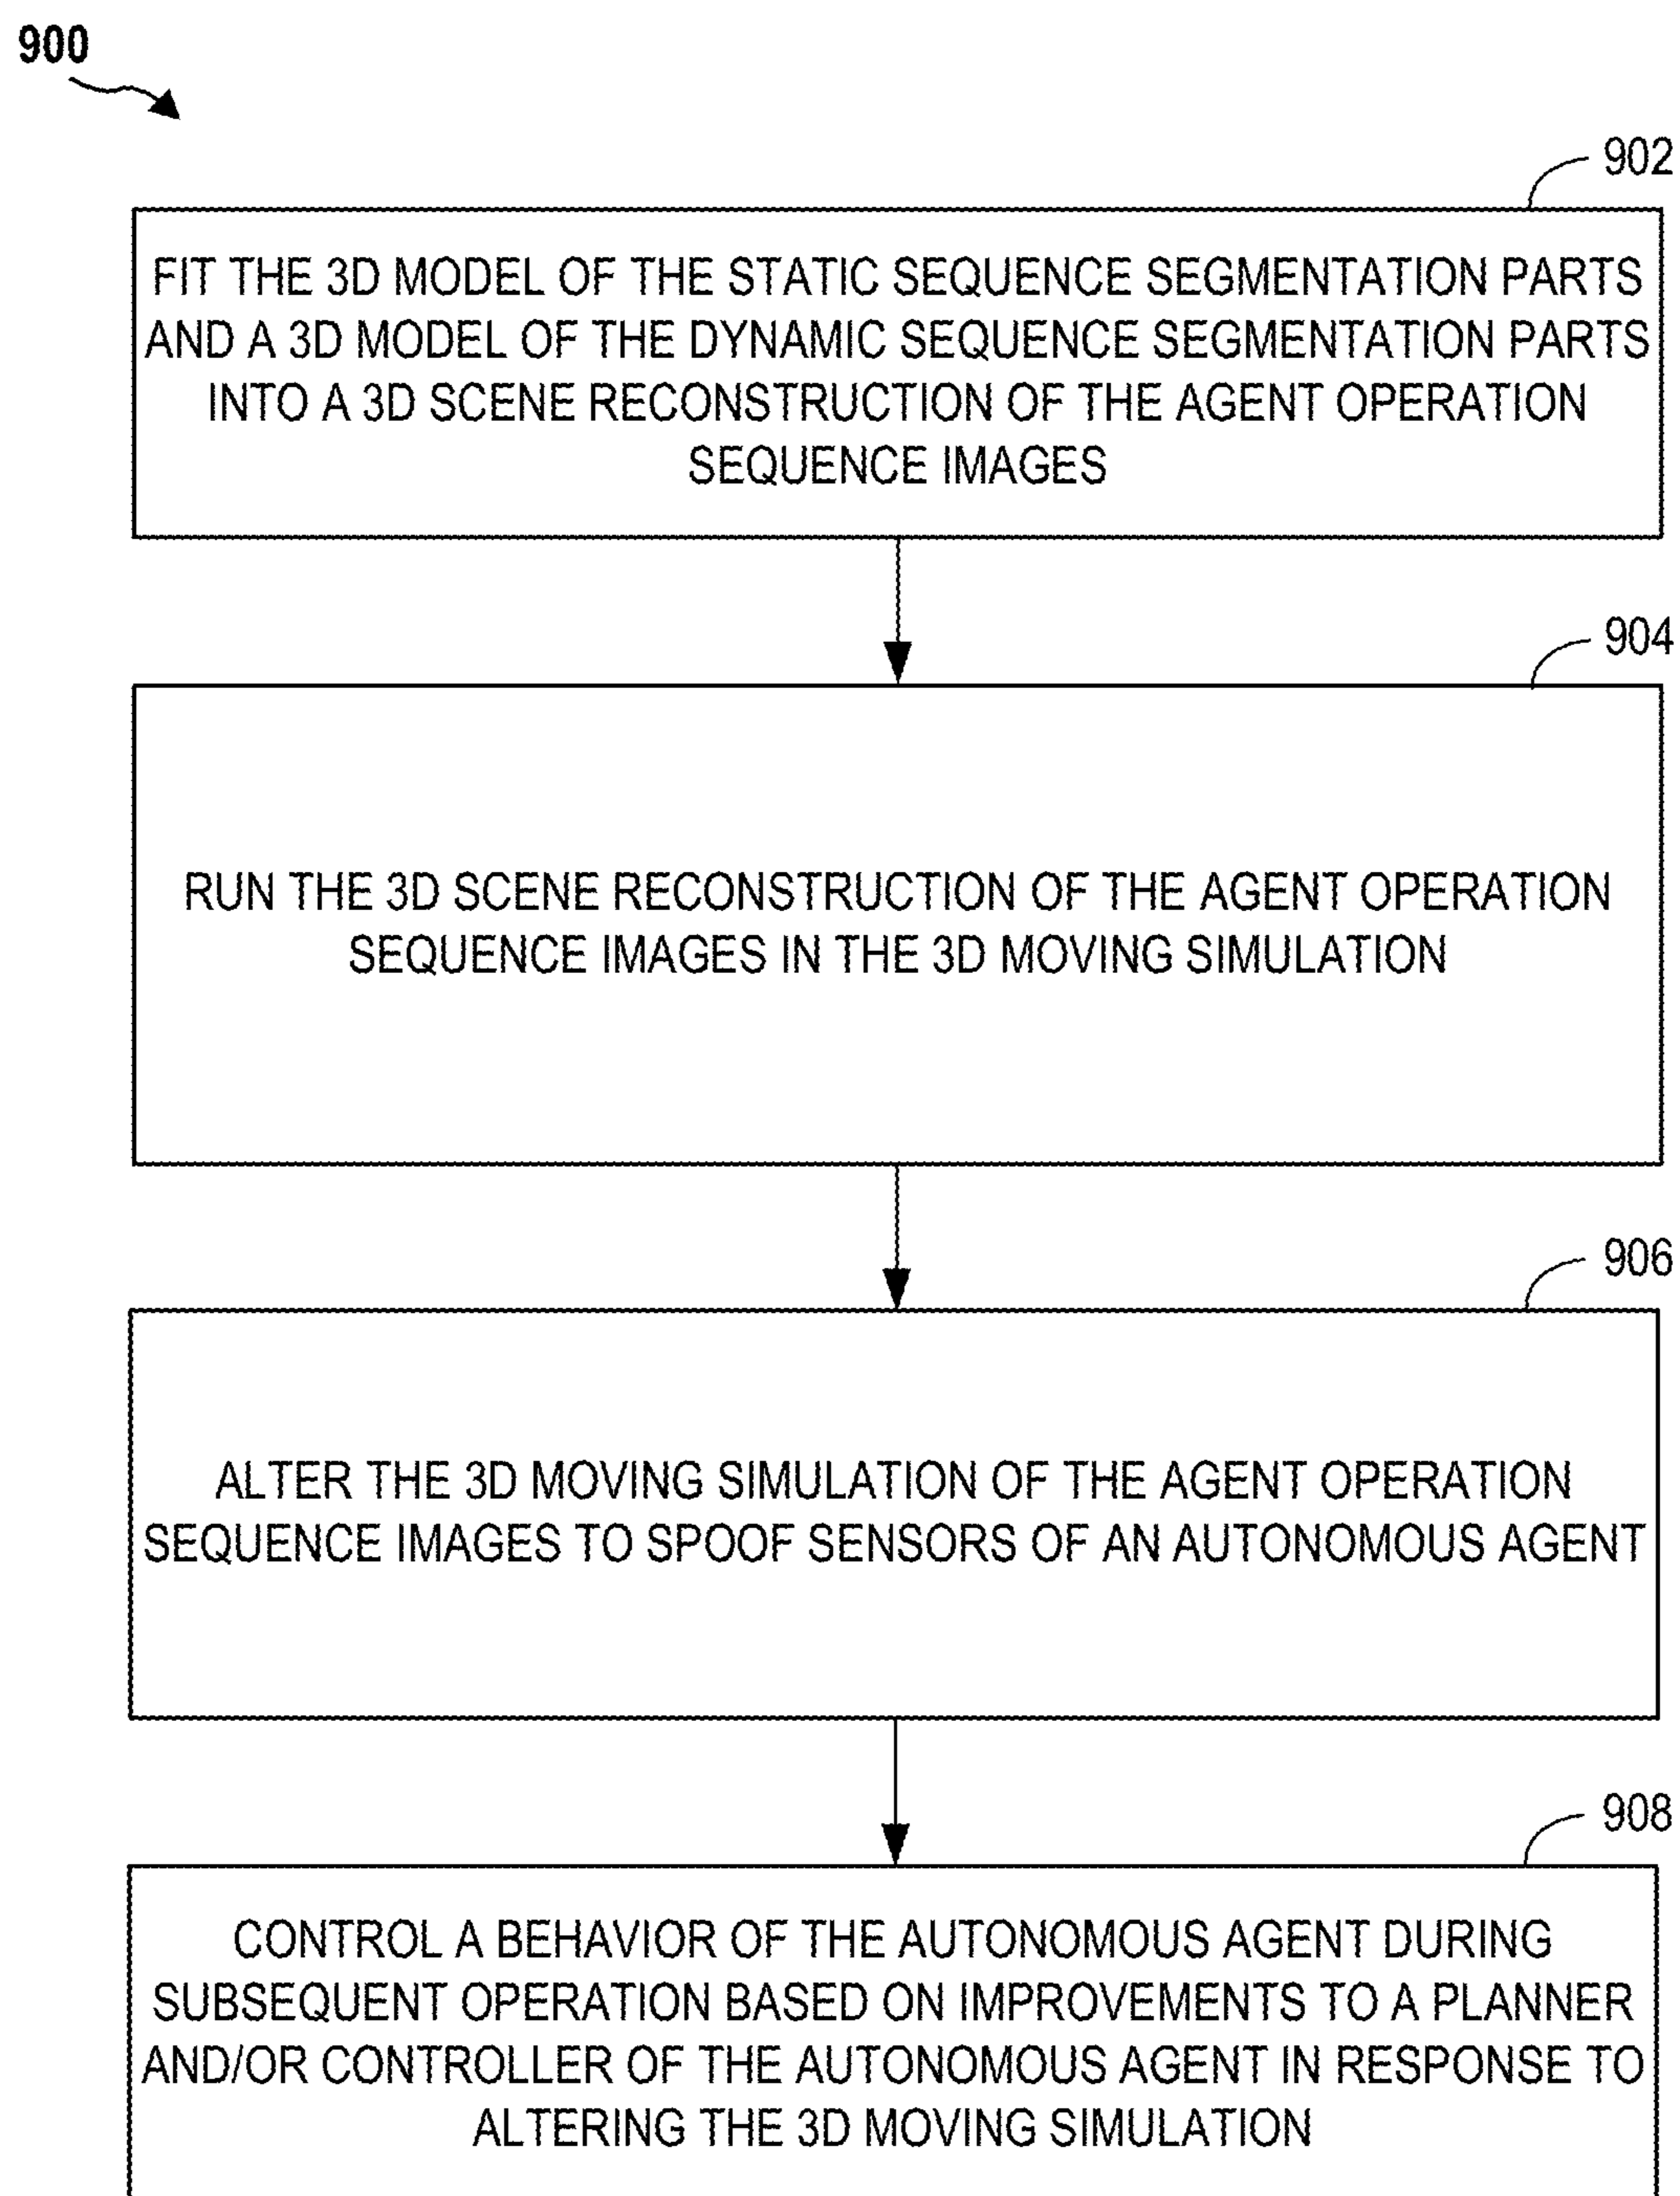 900
902
FIT THE 3D MODEL OF THE STATIC SEQUENCE SEGMENTATION PARTS
AND A 3D MODEL OF THE DYNAMIC SEQUENCE SEGMENTATION PARTS
INTO A 3D SCENE RECONSTRUCTION OF THE AGENT OPERATION
SEQUENCE IMAGES
904
RUN THE 3D SCENE RECONSTRUCTION OF THE AGENT OPERATION
SEQUENCE IMAGES IN THE 3D MOVING SIMULATION
906
ALTER THE 3D MOVING SIMULATION OF THE AGENT OPERATION
SEQUENCE IMAGES TO SPOOF SENSORS OF AN AUTONOMOUS AGENT
908
CONTROL A BEHAVIOR OF THE AUTONOMOUS AGENT DURING
SUBSEQUENT OPERATION BASED ON IMPROVEMENTS TO A PLANNER
AND/OR CONTROLLER OF THE AUTONOMOUS AGENT IN RESPONSE TO
ALTERING THE 3D MOVING SIMULATION